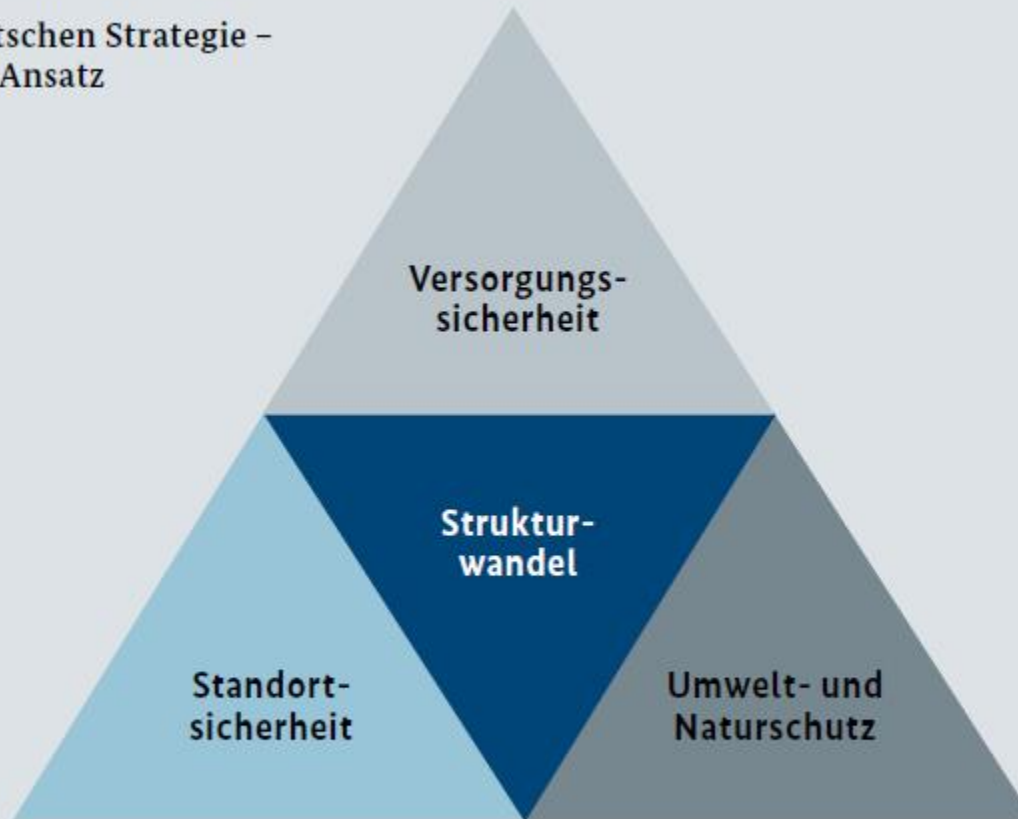 tschen Strategie –
Ansatz
Versorgungs-
sicherheit
Struktur-
wandel
Standort-
sicherheit
Umwelt- und
Naturschutz